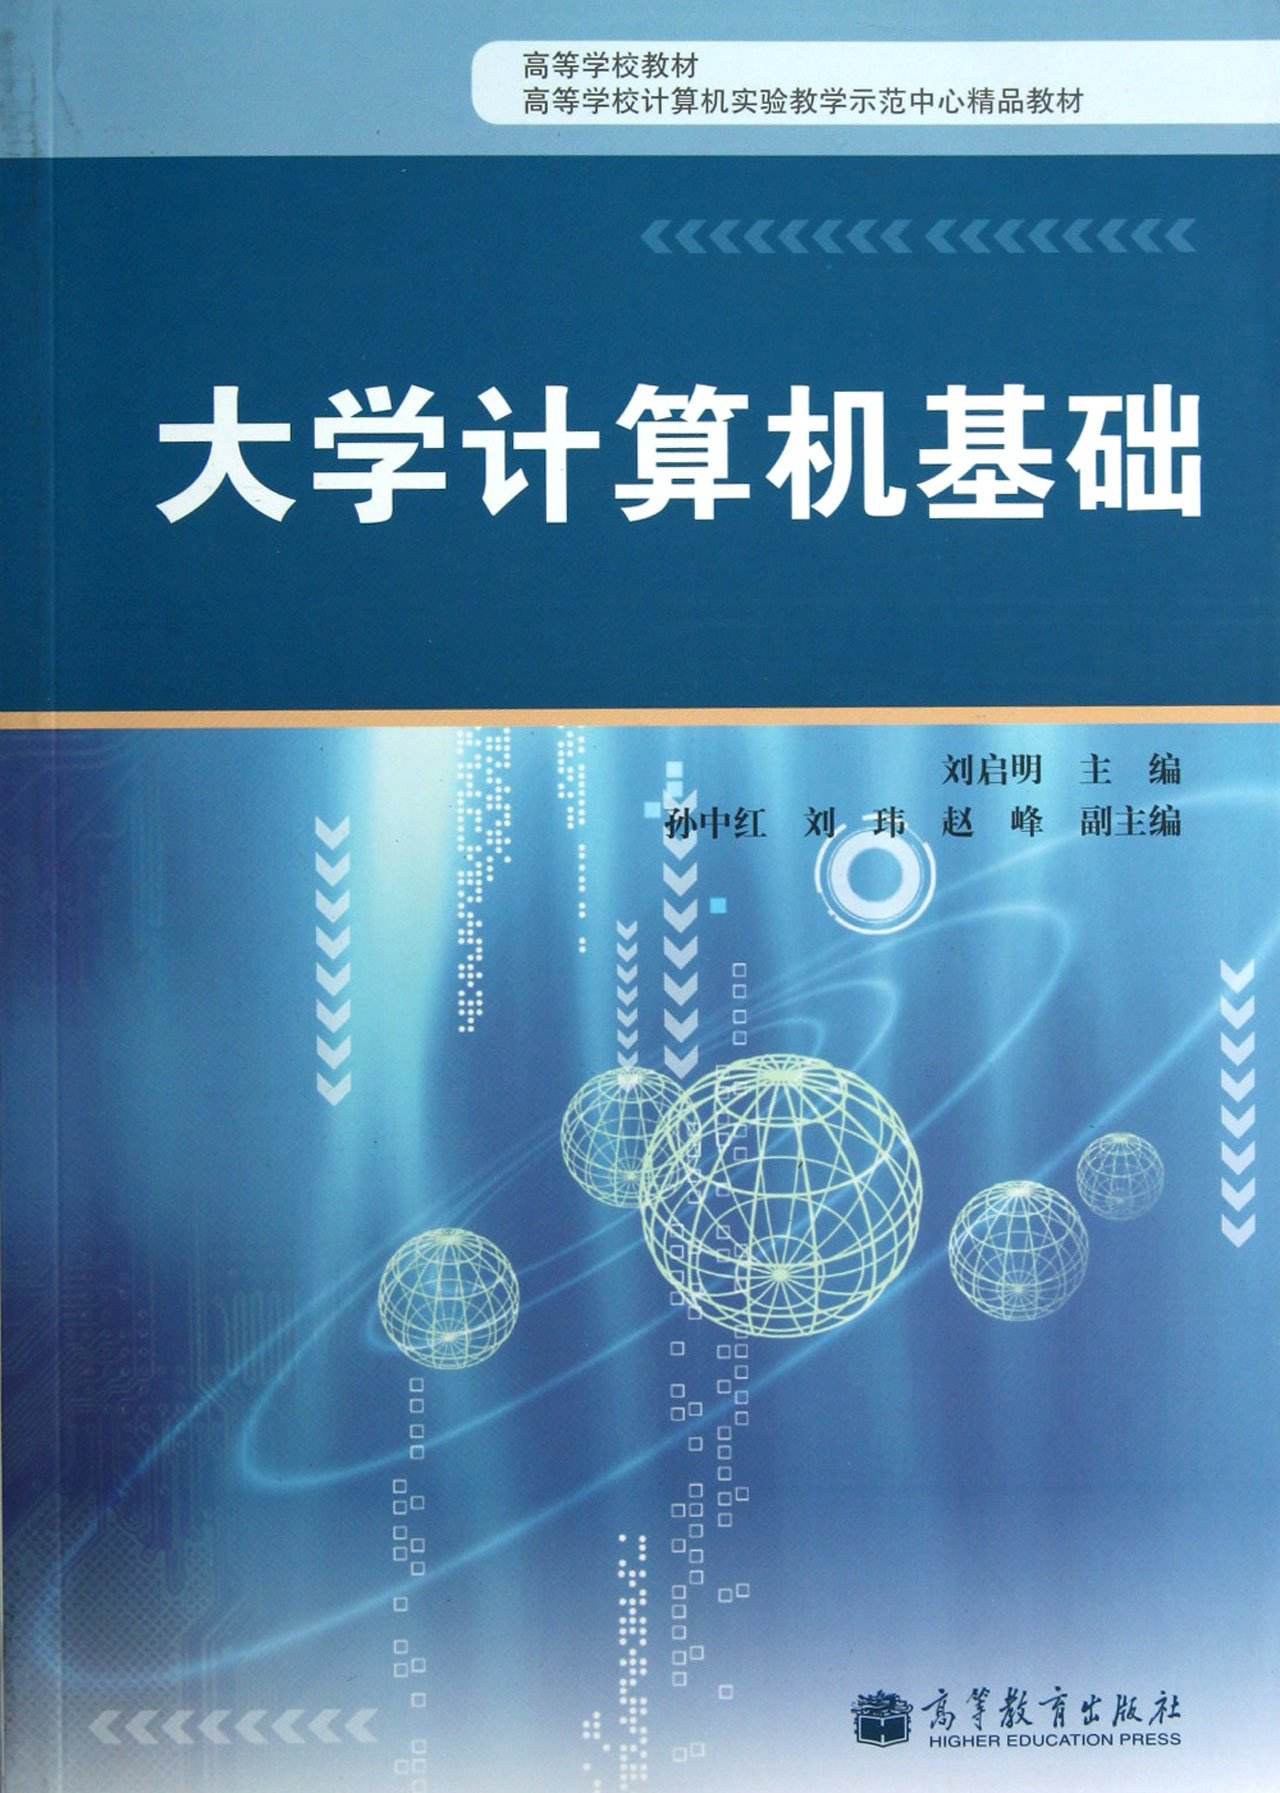 高等学校教材
高等学校计算机实验教学示范中心精品教材
大学计算机基础
刘启明 主 编
孙中红 刘 玮 赵 峰 副主编
高等教育出版社
HIGHER EDUCATION PRESS